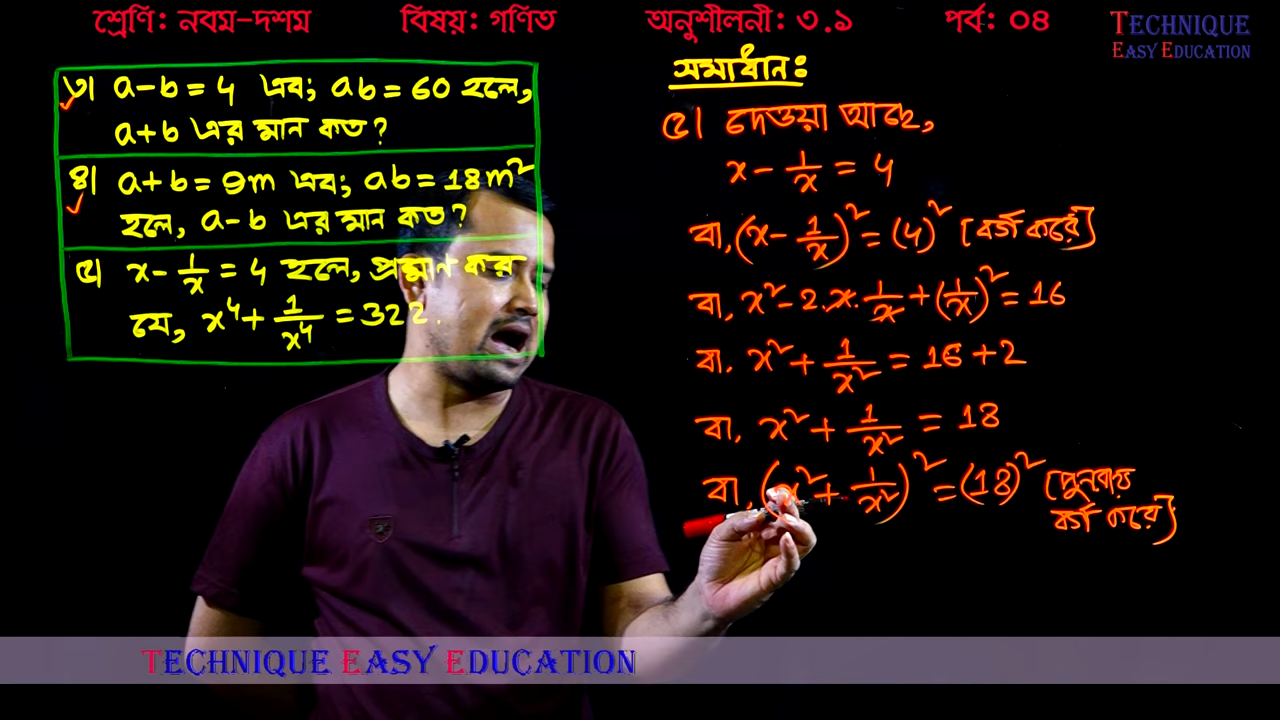 শ্রেণি: নবম-দশম বিষয়: গণিত অনুশীলনী: ৩.১ পর্ব: ০৪
TECHNIQUE
EASY EDUCATION
৩। a-b=4 এবং ab=60 হলে,
a+b এর মান কত?
৪। a+b=9m এবং ab=18m²
হলে, a-b এর মান কত?
৫। x-1/x=4 হলে, প্রমাণ কর
যে, x⁴+1/x⁴=322.
সমাধান:
৫। দেওয়া আছে,
x-1/x=4
বা, (x-1/x)²=(4)² [বর্গ করে]
বা, x²-2.x.1/x+(1/x)²=16
বা, x²+1/x²=16+2
বা, x²+1/x²=18
বা, (x²+1/x²)²=(18)² [পুনরায়
বর্গ করে]
TECHNIQUE EASY EDUCATION